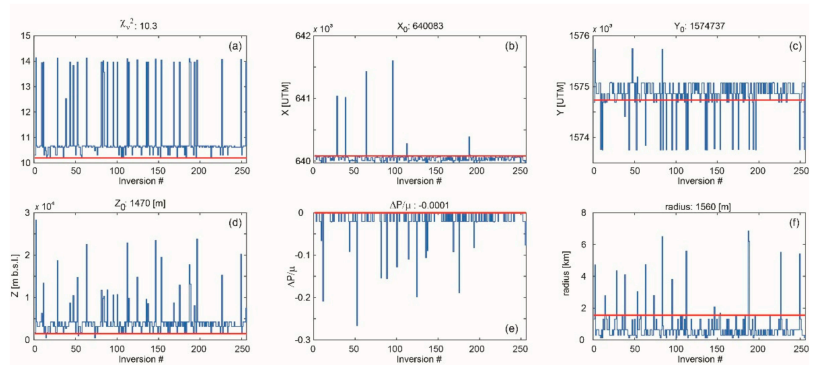 χᵥ²: 10.3
(a)
15
14
13
12
11
10
0 50 100 150 200 250
Inversion #
X₀: 640083
x 10³
(b)
642
641
640
X [UTM]
0 50 100 150 200 250
Inversion #
Y₀: 1574737
x 10³
(c)
1576
1575
1574
Y [UTM]
0 50 100 150 200 250
Inversion #
Z₀: 1470 [m]
x 10⁴
(d)
3
2
1
0
Z [m b.s.l.]
0 50 100 150 200 250
Inversion #
ΔP/μ : -0.0001
0
-0.1
-0.2
-0.3
ΔP/μ
(e)
0 50 100 150 200 250
Inversion #
radius: 1560 [m]
(f)
8
6
4
2
0
radius [km]
0 50 100 150 200 250
Inversion #